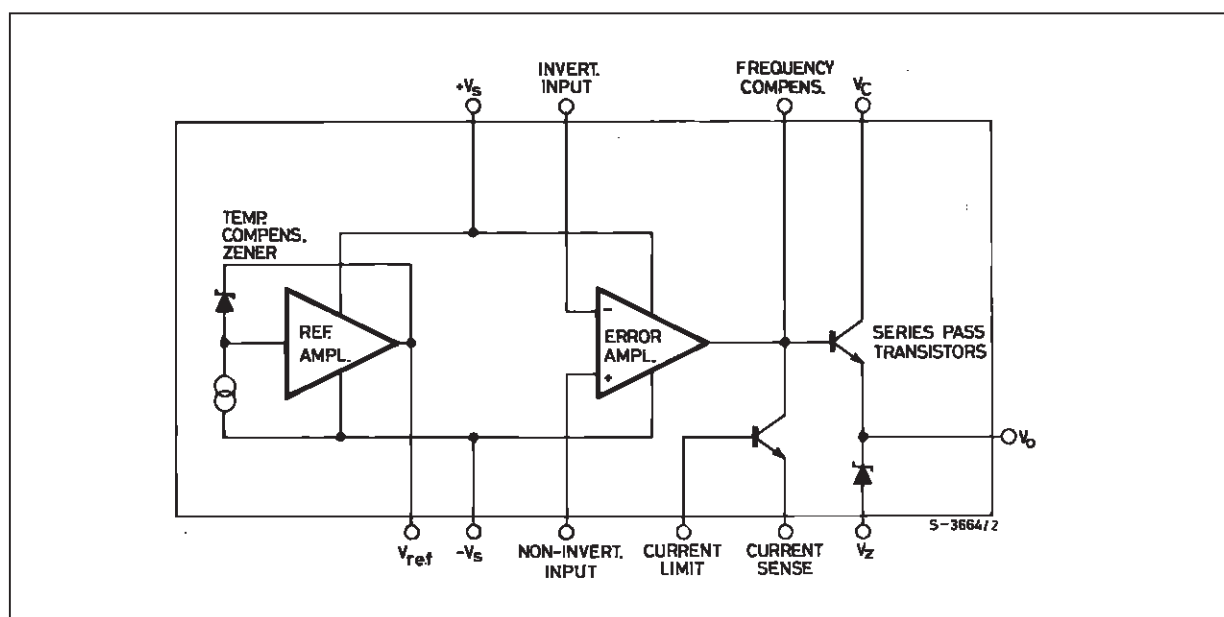 +Vs
INVERT.
INPUT
FREQUENCY
COMPENS.
VC
TEMP.
COMPENS.
ZENER
REF.
AMPL.
-
ERROR
AMPL.
+
SERIES PASS
TRANSISTORS
Vo
S-3664/2
Vref
-Vs
NON-INVERT.
INPUT
CURRENT
LIMIT
CURRENT
SENSE
Vz